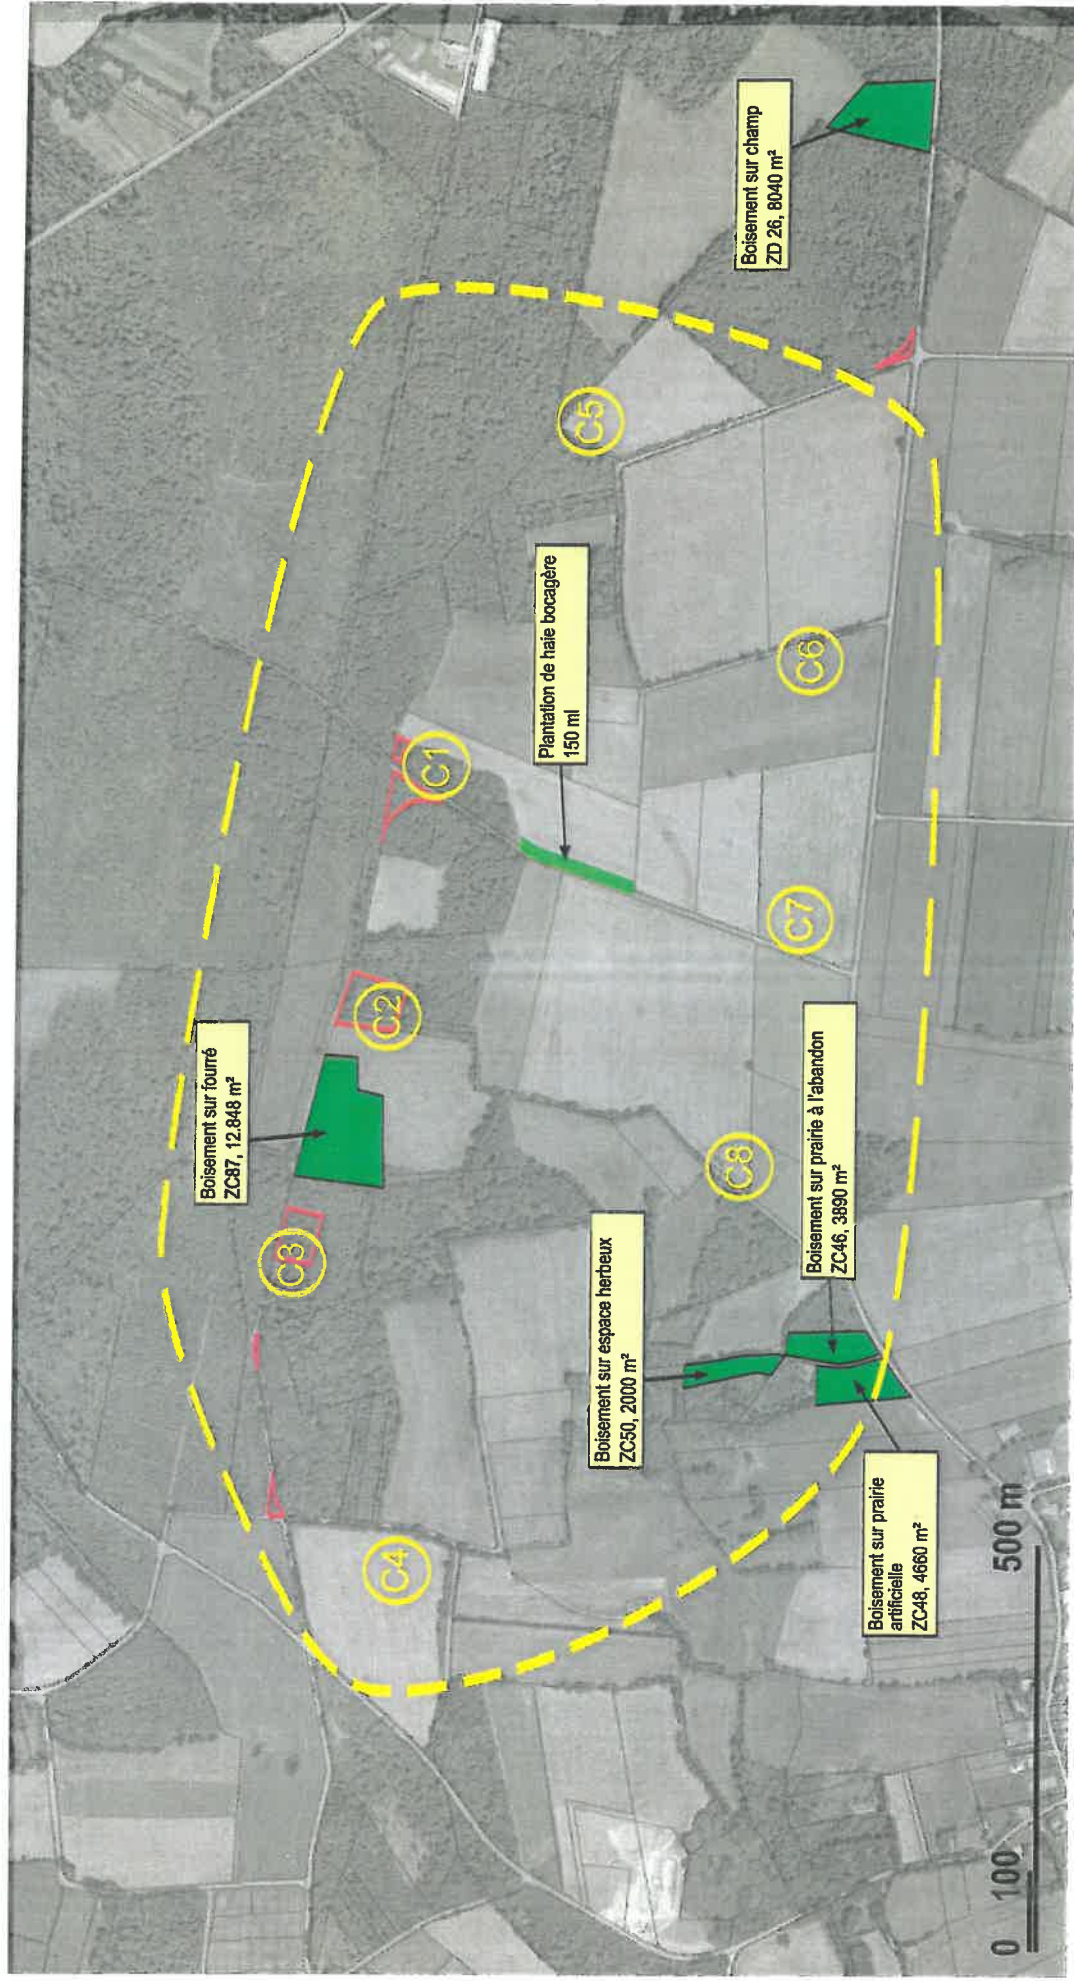 Boisement sur fourré
ZC87, 12.848 m²
Boisement sur champ
ZD 26, 8040 m²
Plantation de haie bocagère
150 ml
Boisement sur espace herbeux
ZC50, 2000 m²
Boisement sur prairie à l'abandon
ZC46, 3890 m²
Boisement sur prairie
artificielle
ZC48, 4660 m²
C4
C3
C2
C1
C5
C8
C7
C6
0 100 500 m